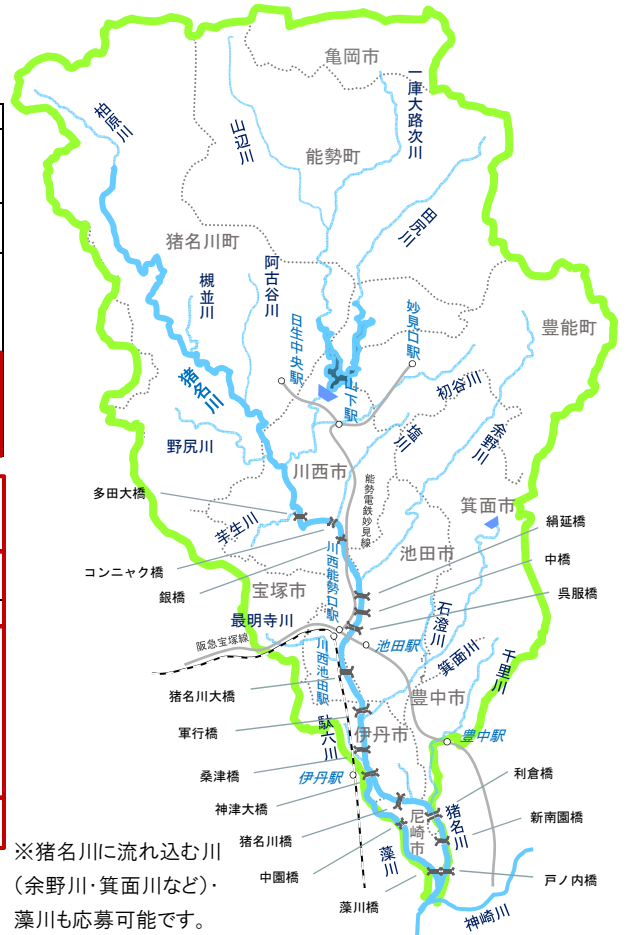 亀岡市
一庫大路次川
柏原川
山辺川
能勢町
田尻川
猪名川町
阿古谷川
槻並川
妙見口駅
豊能町
日生中央駅
山下駅
猪名川
初谷川
塩川
余野川
野尻川
川西市
能勢電鉄妙見線
箕面市
多田大橋
芋生川
絹延橋
池田市
中橋
コンニャク橋
川西能勢口駅
宝塚市
銀橋
呉服橋
最明寺川
石澄川
阪急宝塚線
池田駅
箕面川
千里川
川西池田駅
猪名川大橋
豊中市
駄六川
軍行橋
伊丹市
豊中駅
桑津橋
伊丹駅
利倉橋
神津大橋
猪名川
新南園橋
尼崎市
猪名川橋
藻川
中園橋
戸ノ内橋
藻川橋
神崎川
※猪名川に流れ込む川
（余野川・箕面川など）・
藻川も応募可能です。